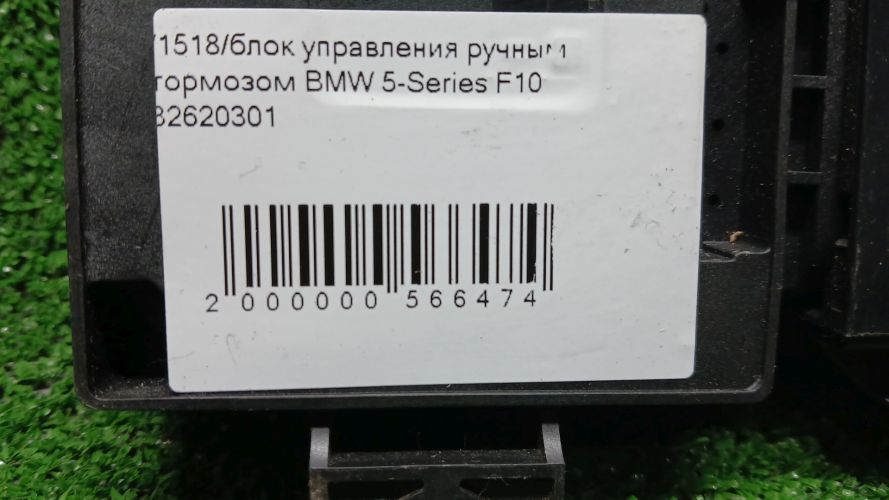 /1518/блок управления ручным
тормозом BMW 5-Series F10
32620301
2 000000 566474